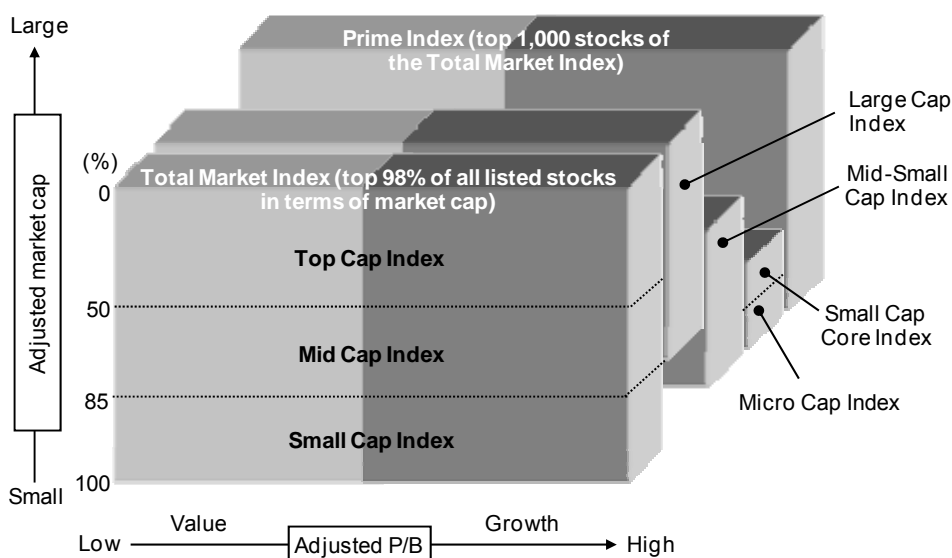 Large
Prime Index (top 1,000 stocks of
the Total Market Index)
Large Cap
Index
(%)
0
Total Market Index (top 98% of all listed stocks
in terms of market cap)
Mid-Small
Cap Index
Adjusted market cap
Top Cap Index
50
Small Cap
Core Index
Mid Cap Index
85
Micro Cap Index
Small Cap Index
100
Small
Value
Growth
Low
Adjusted P/B
High